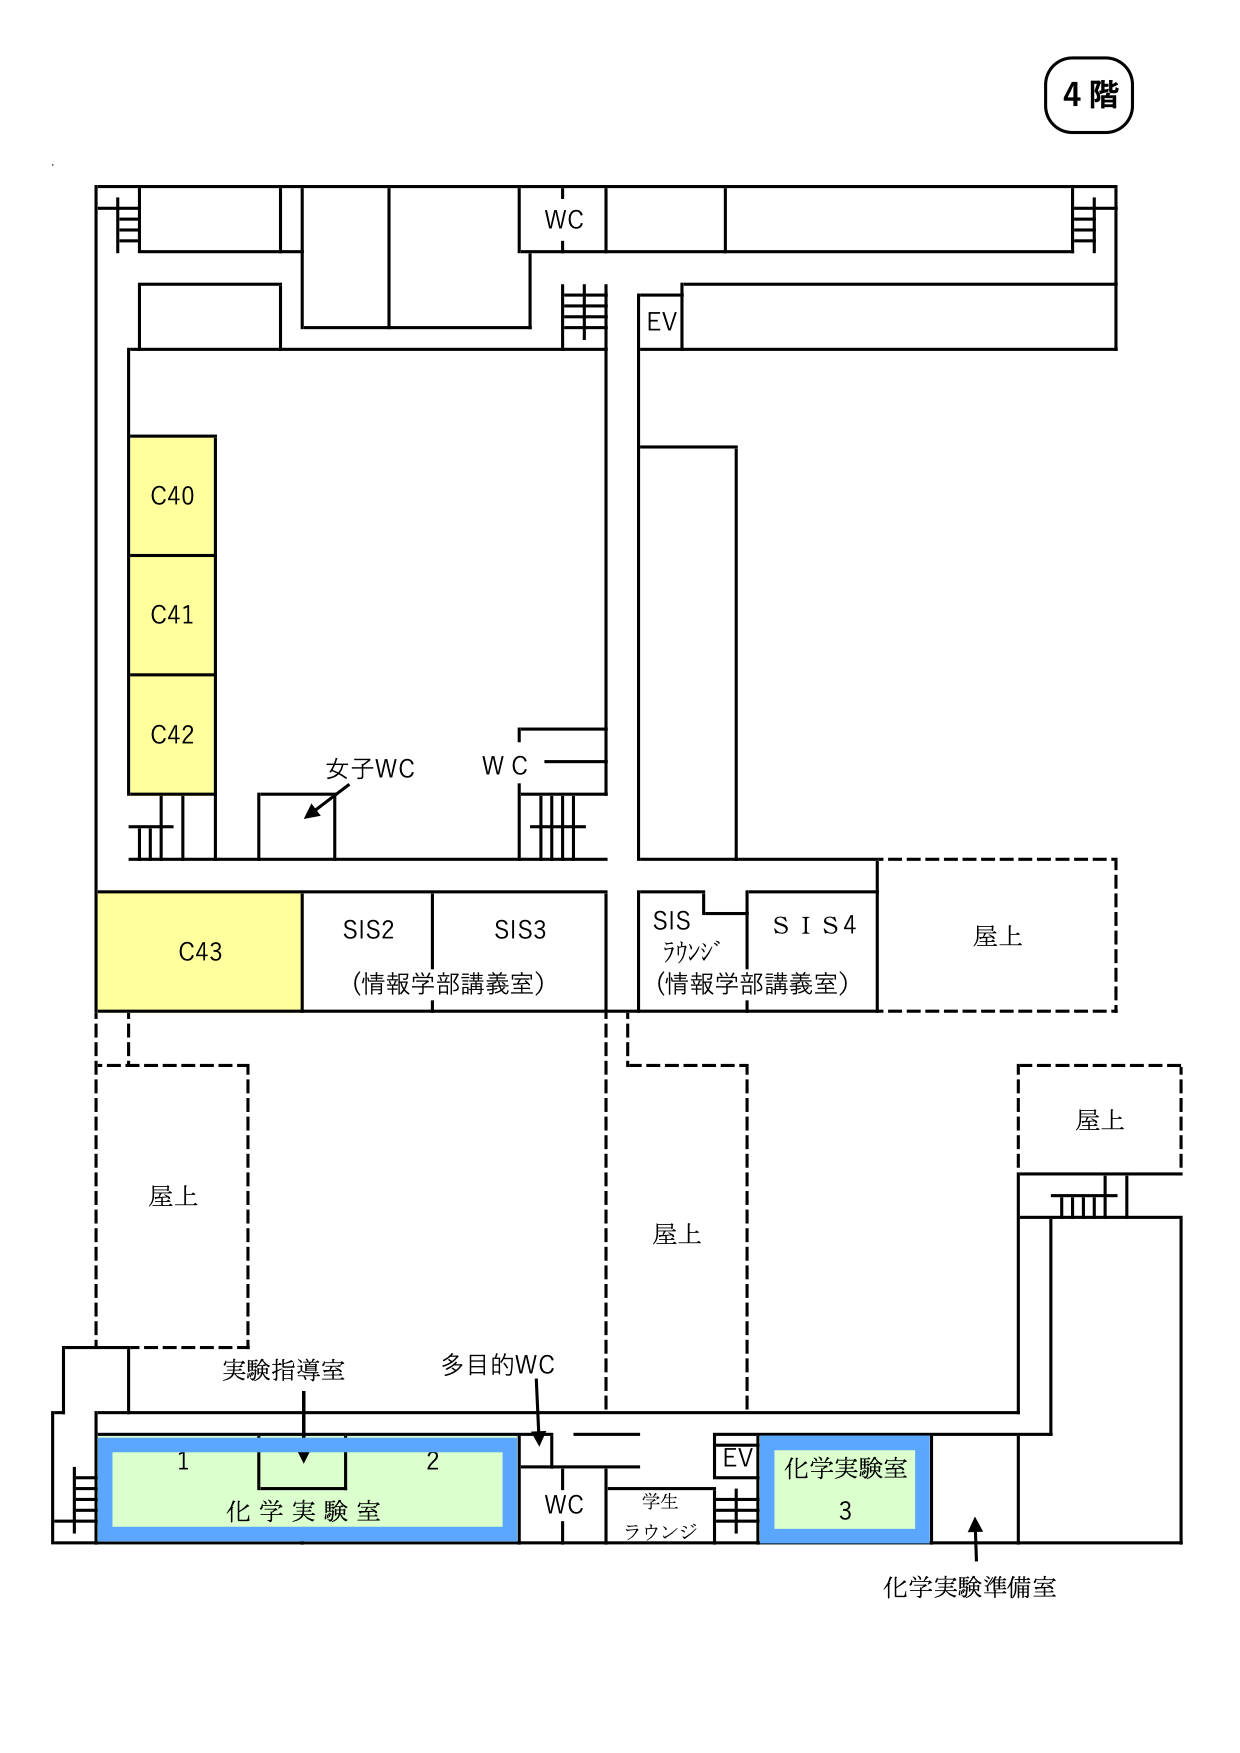 4 階
WC
EV
C40
C41
C42
女子WC
W C
C43
SIS2
SIS3
(情報学部講義室)
SIS
ﾗｳﾝｼﾞ
ＳＩＳ4
(情報学部講義室)
屋上
屋上
屋上
屋上
実験指導室
多目的WC
1
2
化 学 実 験 室
WC
学生
ラウンジ
EV
化学実験室
3
化学実験準備室